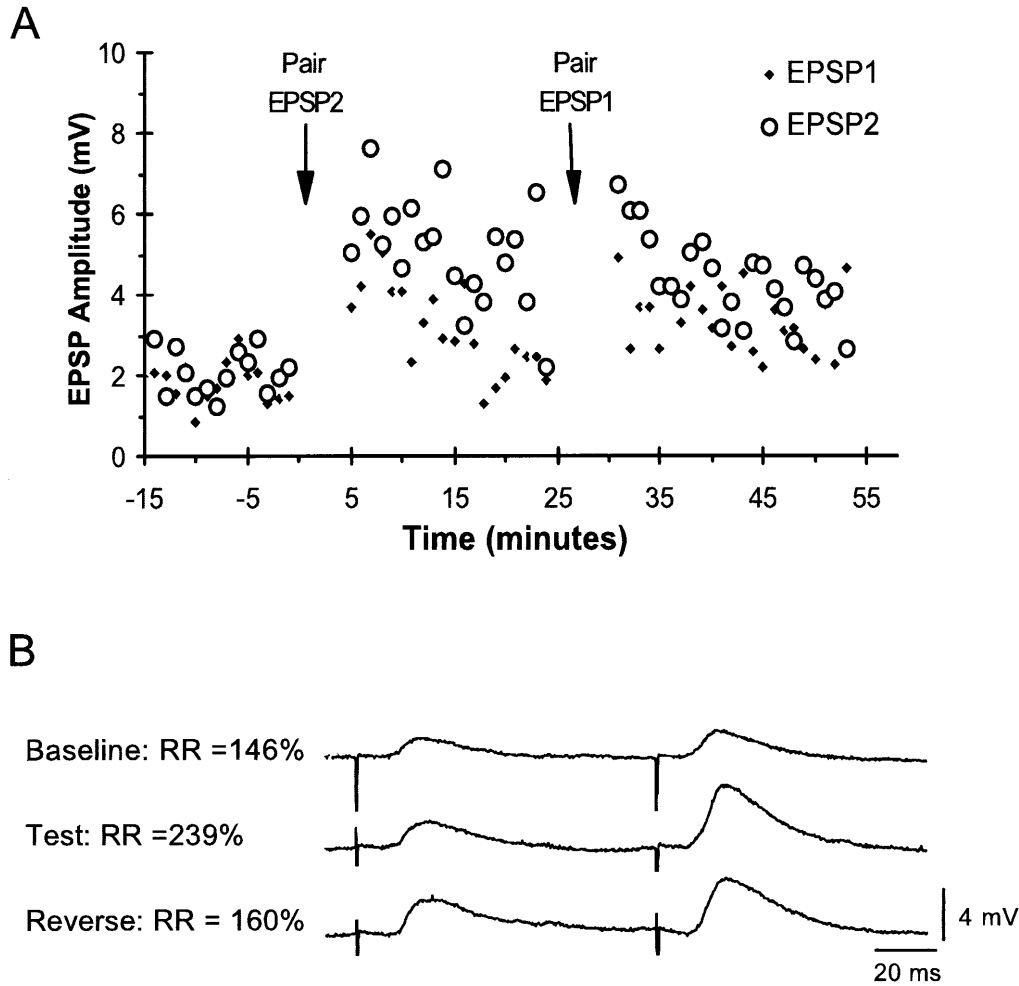 A
10
8
6
4
2
0
EPSP Amplitude (mV)
Pair
EPSP2
Pair
EPSP1
EPSP1
EPSP2
-15
-5
5
15
25
35
45
55
Time (minutes)
B
Baseline: RR =146%
Test: RR =239%
Reverse: RR = 160%
4 mV
20 ms